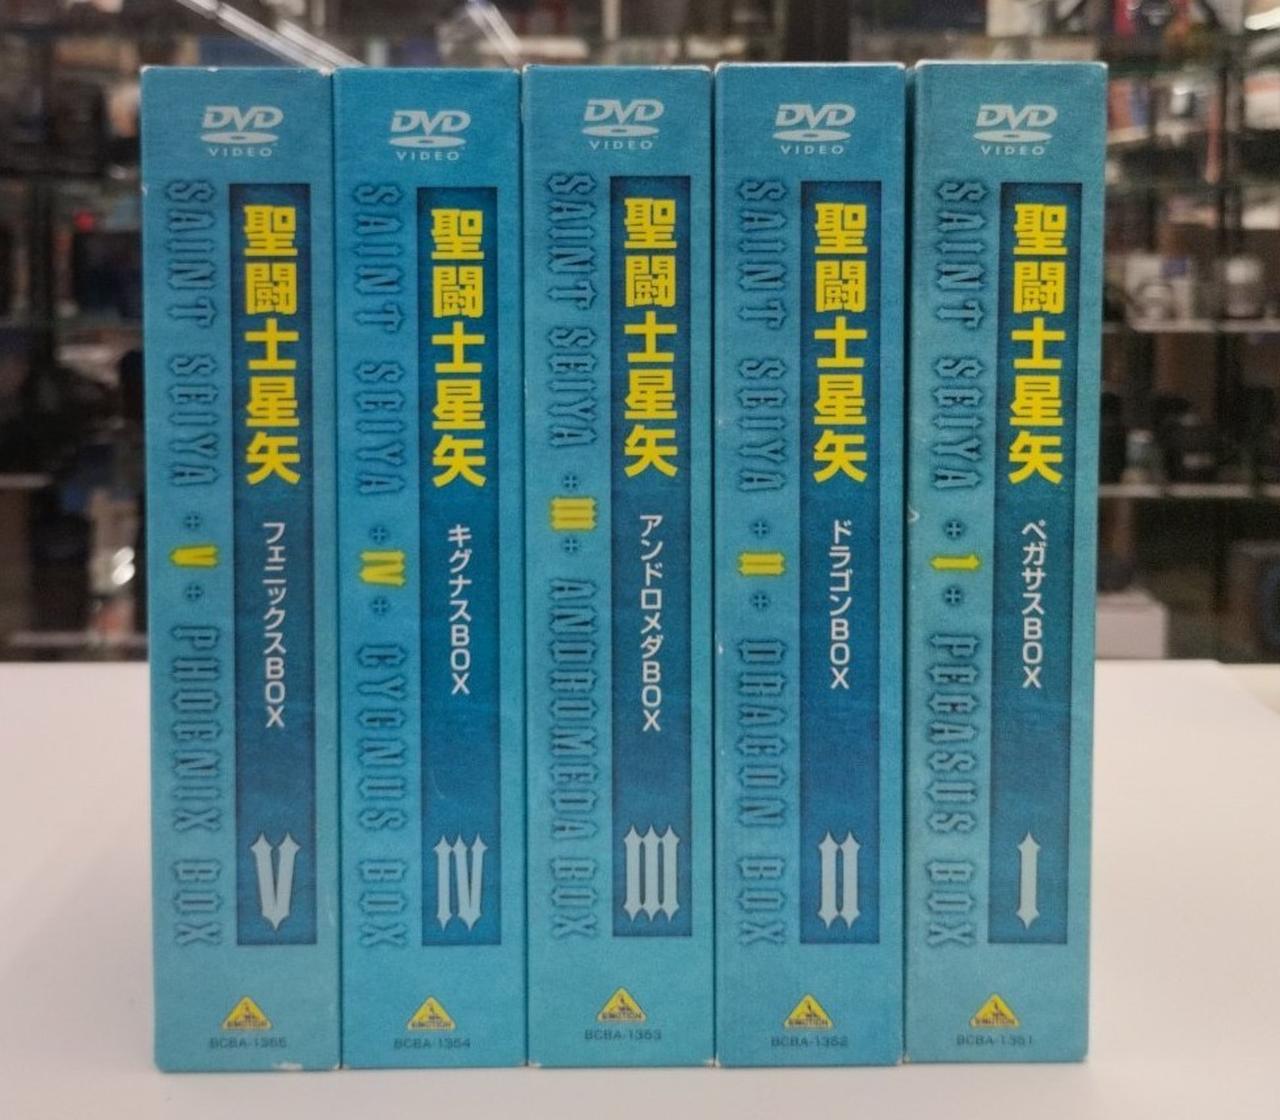 DVD
VIDEO
SAINT SEIYA + V + PHOENIX BOX
聖闘士星矢 フェニックスBOX V
EMOTION
BCBA-1355
DVD
VIDEO
SAINT SEIYA + IV + CYGNUS BOX
聖闘士星矢 キグナスBOX IV
EMOTION
BCBA-1354
DVD
VIDEO
SAINT SEIYA + III + ANDROMEDA BOX
聖闘士星矢 アンドロメダBOX III
EMOTION
BCBA-1353
DVD
VIDEO
SAINT SEIYA + II + DRAGON BOX
聖闘士星矢 ドラゴンBOX II
EMOTION
BCBA-1352
DVD
VIDEO
SAINT SEIYA + I + PEGASUS BOX
聖闘士星矢 ペガサスBOX I
EMOTION
BCBA-1351